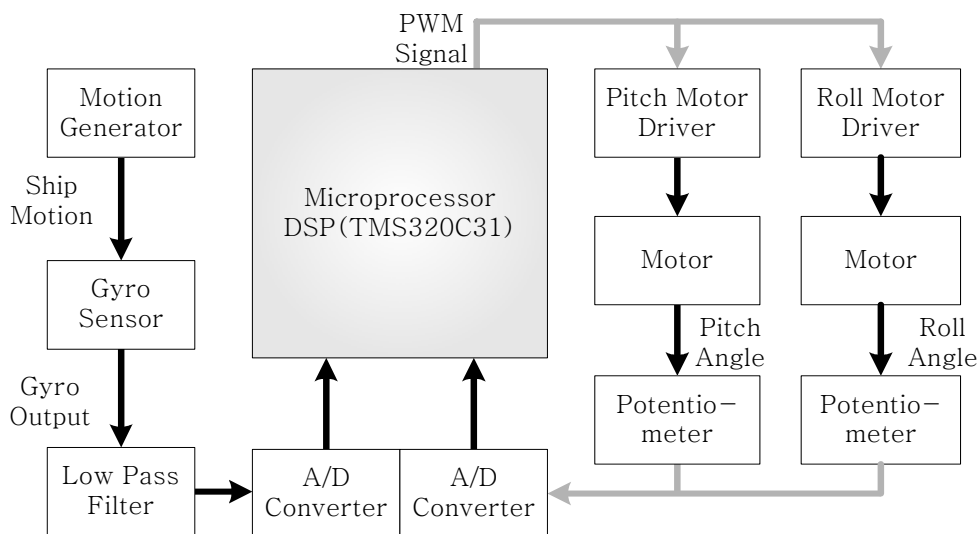 PWM
Signal
Motion
Generator
Ship
Motion
Gyro
Sensor
Gyro
Output
Low Pass
Filter
Microprocessor
DSP(TMS320C31)
A/D
Converter
A/D
Converter
Pitch Motor
Driver
Motor
Pitch
Angle
Potentio-
meter
Roll Motor
Driver
Motor
Roll
Angle
Potentio-
meter